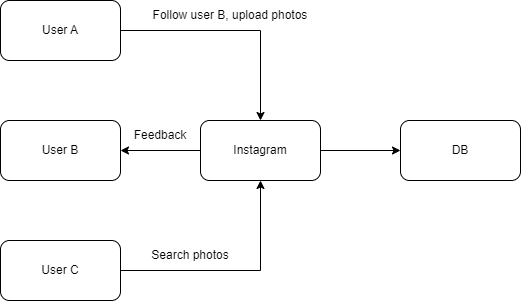 Follow user B, upload photos
User A
Feedback
User B
Instagram
DB
Search photos
User C